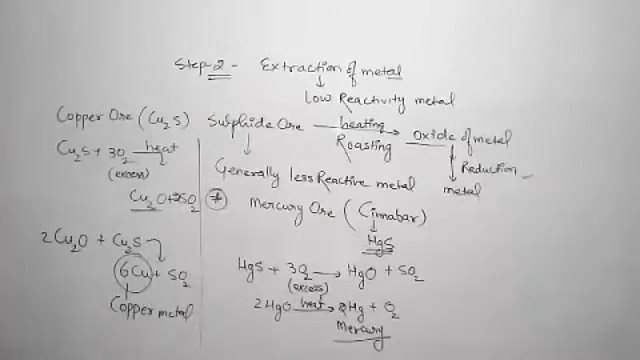 Step-2 - Extraction of metal
↓
Low Reactivity metal
Copper Ore (Cu₂S)
Cu₂S + 3O₂ —heat→
(excess)
Cu₂O + 2SO₂
2Cu₂O + Cu₂S
6Cu + SO₂
Copper metal
Sulphide Ore —heating→ Oxide of metal
Roasting
↓ Reduction
metal
↓
Generally less Reactive metal
* Mercury Ore (Cinnabar)
↓
HgS
HgS + 3O₂ → HgO + SO₂
(excess)
2HgO —heat→ 2Hg + O₂
Mercury